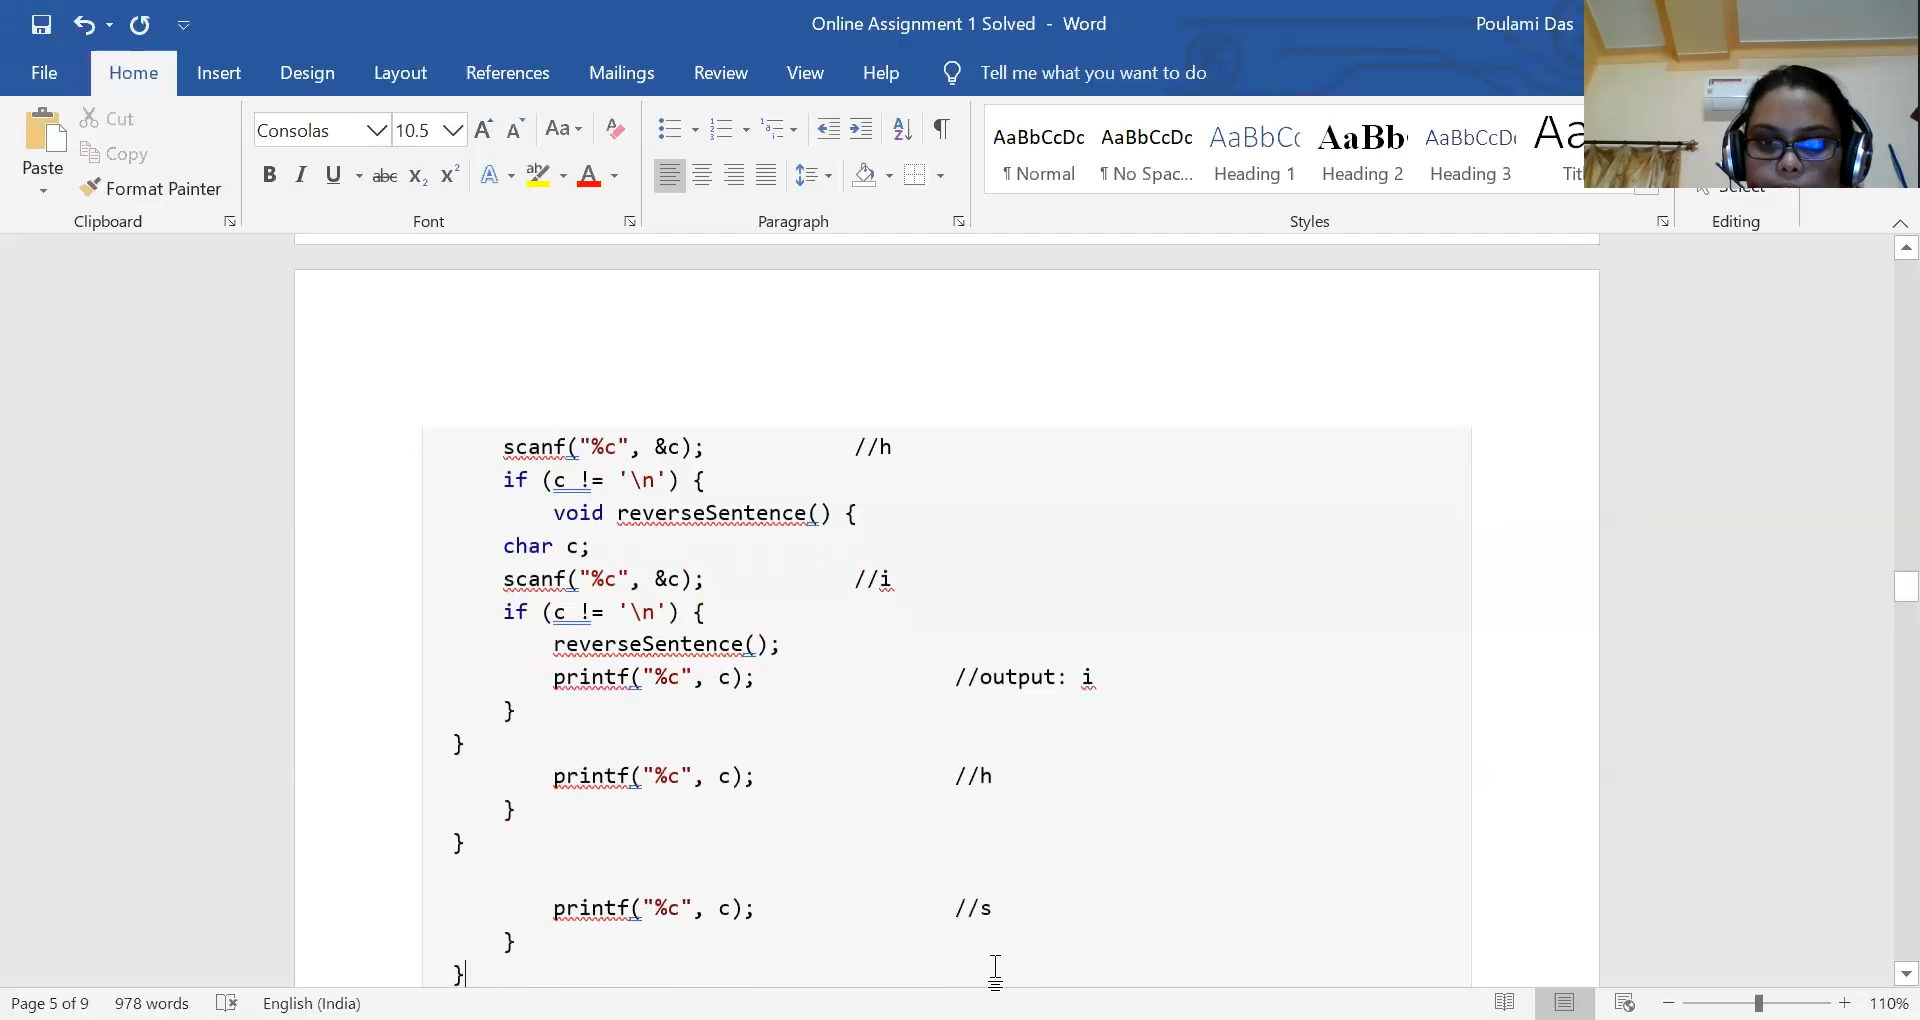 Online Assignment 1 Solved - Word
Poulami Das
File Home Insert Design Layout References Mailings Review View Help Tell me what you want to do
Paste
Cut
Copy
Format Painter
Clipboard
Consolas 10.5
Font
Paragraph
AaBbCcDc AaBbCcDc AaBbCc AaBb AaBbCcD Aa
¶ Normal ¶ No Spac... Heading 1 Heading 2 Heading 3
Styles
Select
Editing
scanf("%c", &c); //h
if (c != '\n') {
void reverseSentence() {
char c;
scanf("%c", &c); //i
if (c != '\n') {
reverseSentence();
printf("%c", c); //output: i
}
}
printf("%c", c); //h
}
}
printf("%c", c); //s
}
}
Page 5 of 9 978 words English (India) 110%